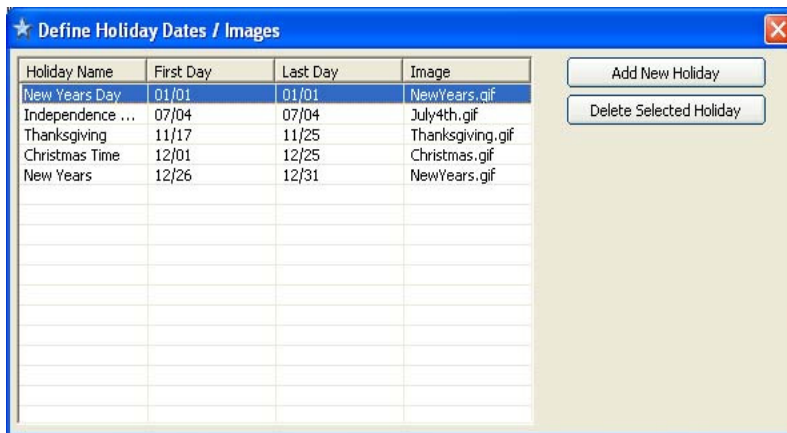 Define Holiday Dates / Images
Holiday Name First Day Last Day Image
New Years Day 01/01 01/01 NewYears.gif
Independence ... 07/04 07/04 July4th.gif
Thanksgiving 11/17 11/25 Thanksgiving.gif
Christmas Time 12/01 12/25 Christmas.gif
New Years 12/26 12/31 NewYears.gif
Add New Holiday
Delete Selected Holiday